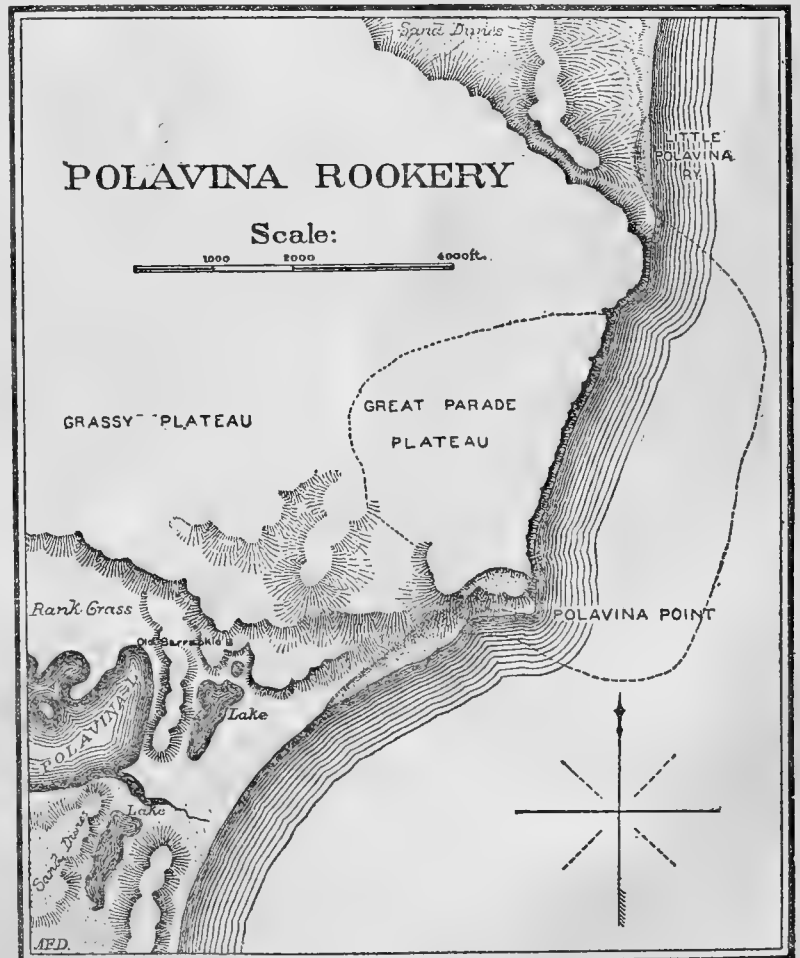 Sand Dunes
LITTLE
POLAVINA
RY.
POLAVINA ROOKERY
Scale:
1000 2000 4000ft.
GREAT PARADE
PLATEAU
GRASSY PLATEAU
Rank Grass
POLAVINA POINT
Old
Lake
POLAVINA L.
Lake
Sand Dunes